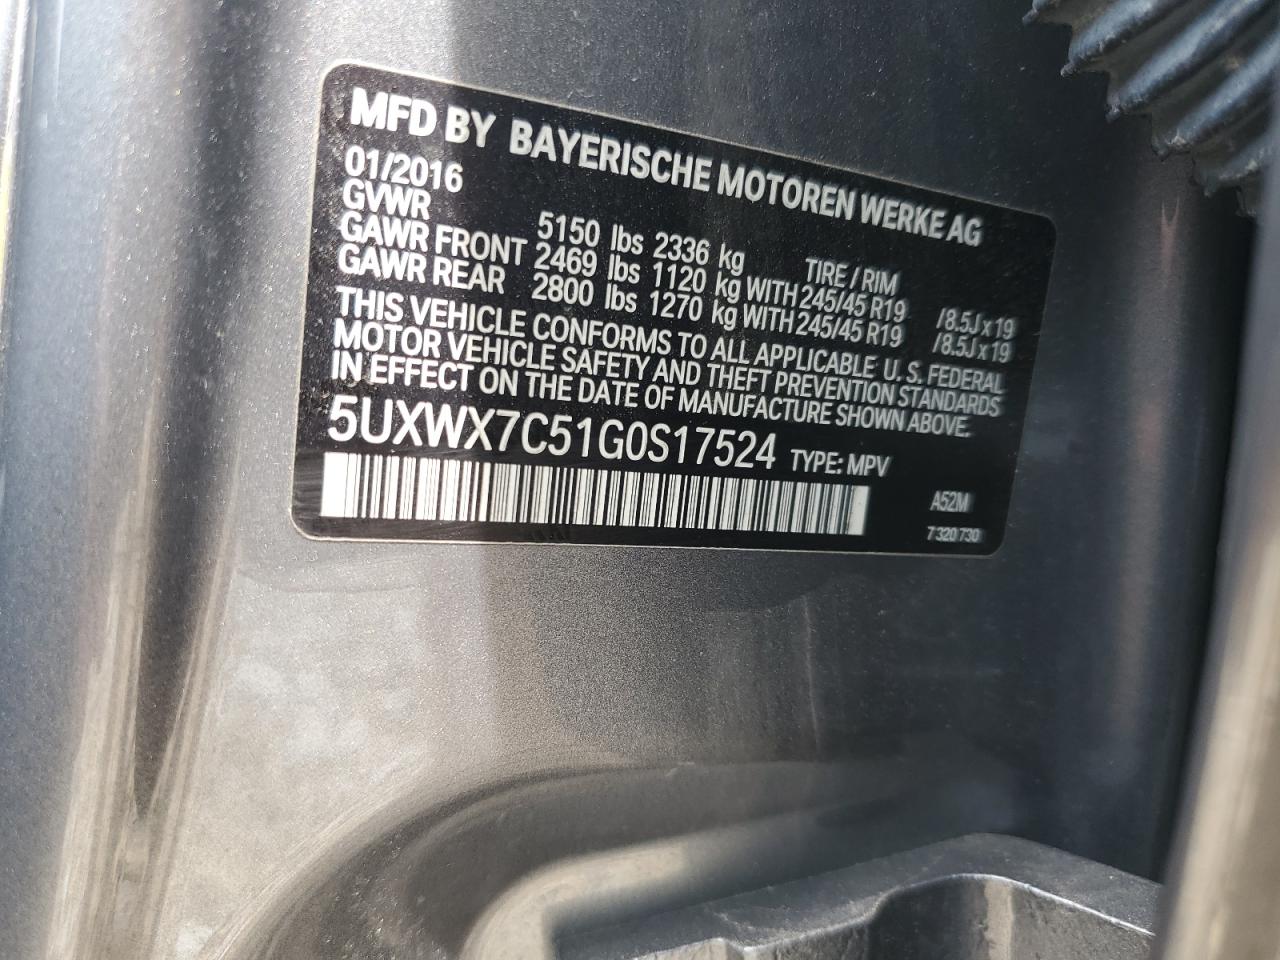 MFD BY BAYERISCHE MOTOREN WERKE AG
01/2016
GVWR 5150 lbs 2336 kg TIRE / RIM
GAWR FRONT 2469 lbs 1120 kg WITH 245/45 R19 /8.5J x 19
GAWR REAR 2800 lbs 1270 kg WITH 245/45 R19 /8.5J x 19
THIS VEHICLE CONFORMS TO ALL APPLICABLE U.S. FEDERAL
MOTOR VEHICLE SAFETY AND THEFT PREVENTION STANDARDS
IN EFFECT ON THE DATE OF MANUFACTURE SHOWN ABOVE.
5UXWX7C51G0S17524 TYPE: MPV
A52M
7 320 730